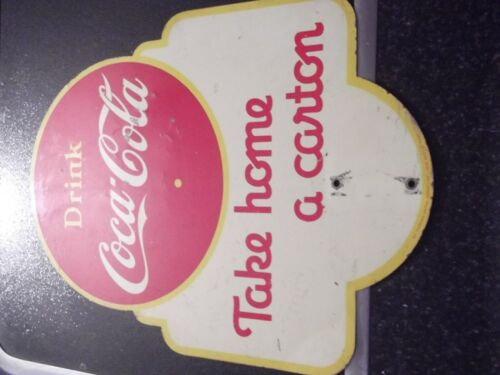 Drink
Coca-Cola
Take home
a carton